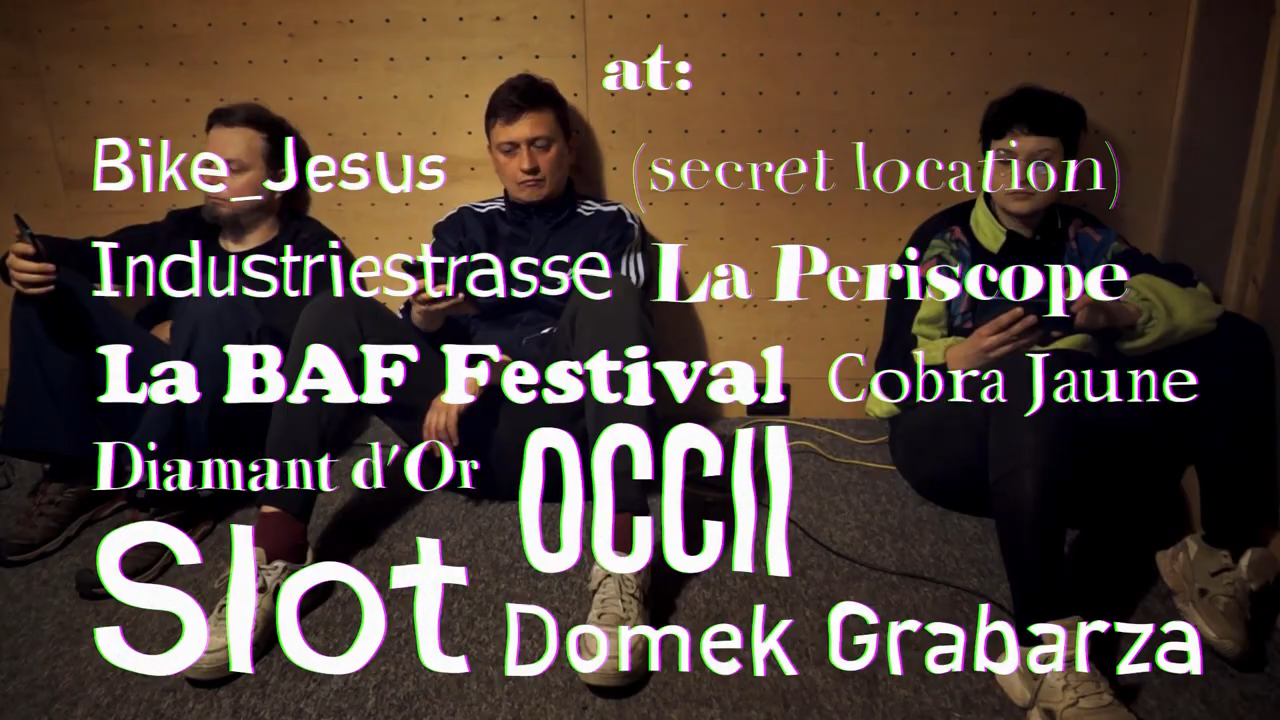 at:
Bike_Jesus (secret location)
Industriestrasse La Periscope
La BAF Festival Cobra Jaune
Diamant d'Or OCCII
Slot Domek Grabarza